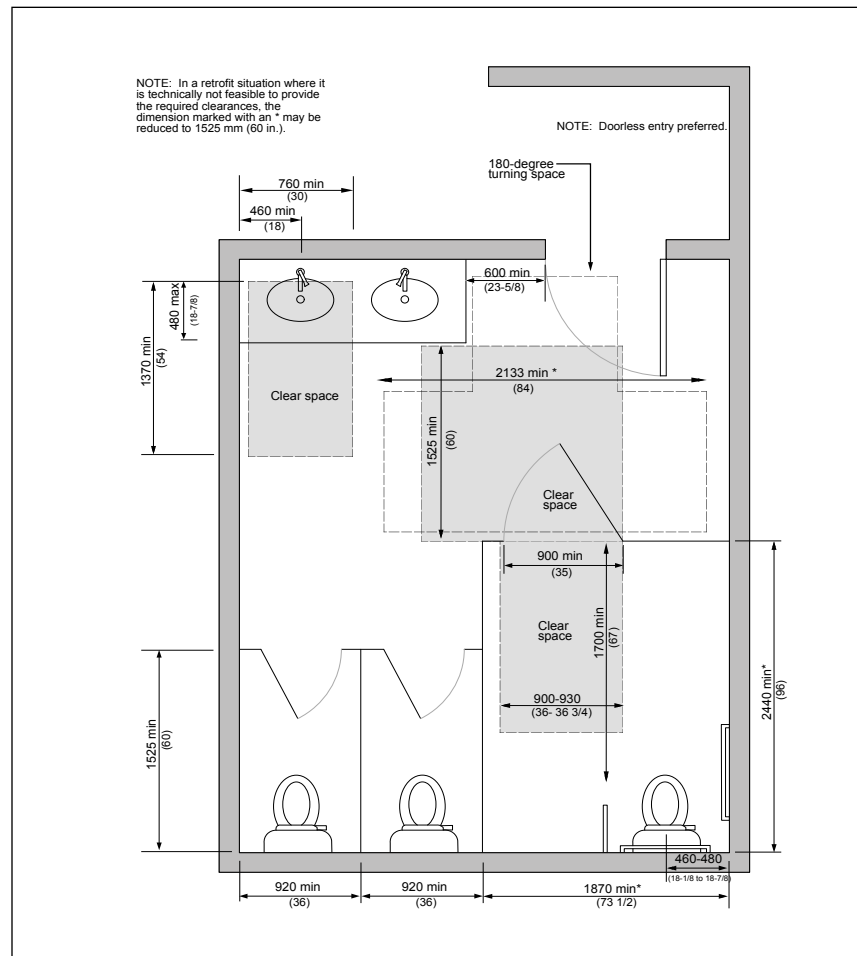 NOTE: In a retrofit situation where it
is technically not feasible to provide
the required clearances, the
dimension marked with an * may be
reduced to 1525 mm (60 in.).
NOTE: Doorless entry preferred.
180-degree
turning space
760 min
(30)
460 min
(18)
600 min
(23-5/8)
480 max
(18-7/8)
1370 min
(54)
Clear space
2133 min *
(84)
1525 min
(60)
Clear
space
900 min
(35)
Clear
space
1700 min
(67)
900-930
(36- 36 3/4)
2440 min*
(96)
1525 min
(60)
460-480
(18-1/8 to 18-7/8)
920 min
(36)
920 min
(36)
1870 min*
(73 1/2)